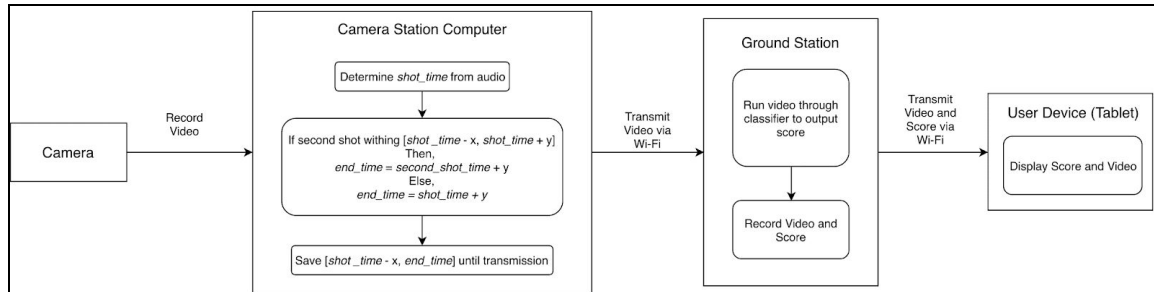 Camera
Record
Video
Camera Station Computer
Determine shot_time from audio
If second shot withing [shot_time - x, shot_time + y]
Then,
end_time = second_shot_time + y
Else,
end_time = shot_time + y
Save [shot_time - x, end_time] until transmission
Transmit
Video via
Wi-Fi
Ground Station
Run video through
classifier to output
score
Record Video and
Score
Transmit
Video and
Score via
Wi-Fi
User Device (Tablet)
Display Score and Video